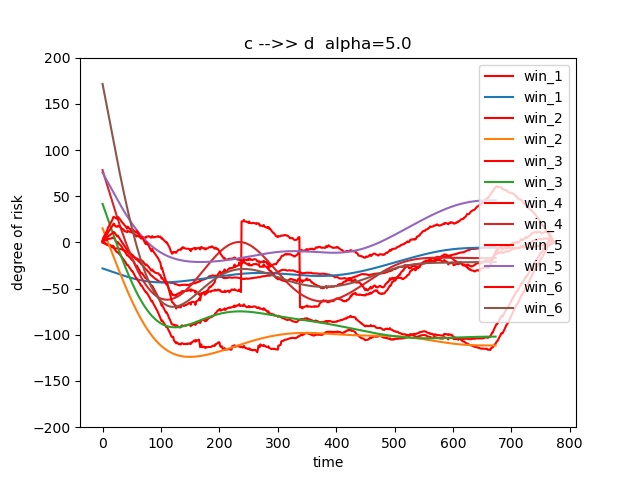 c -->> d  alpha=5.0
degree of risk
200
150
100
50
0
−50
−100
−150
−200
0
100
200
300
400
500
600
700
800
time
win_1
win_1
win_2
win_2
win_3
win_3
win_4
win_4
win_5
win_5
win_6
win_6